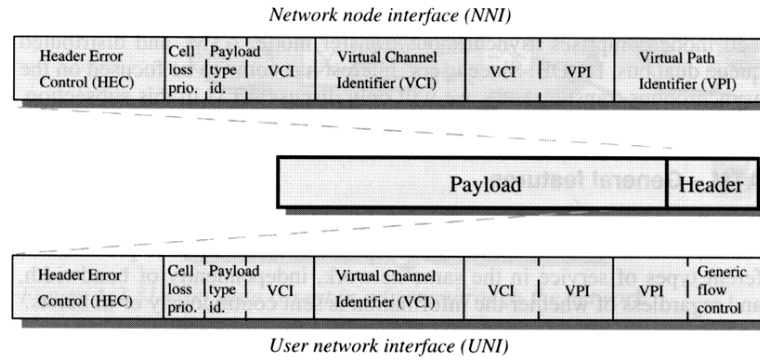 Network node interface (NNI)
Header Error Control (HEC)
Cell loss prio.
Payload type id.
VCI
Virtual Channel Identifier (VCI)
VCI
VPI
Virtual Path Identifier (VPI)
Payload
Header
Header Error Control (HEC)
Cell loss prio.
Payload type id.
VCI
Virtual Channel Identifier (VCI)
VCI
VPI
VPI
Generic flow control
User network interface (UNI)